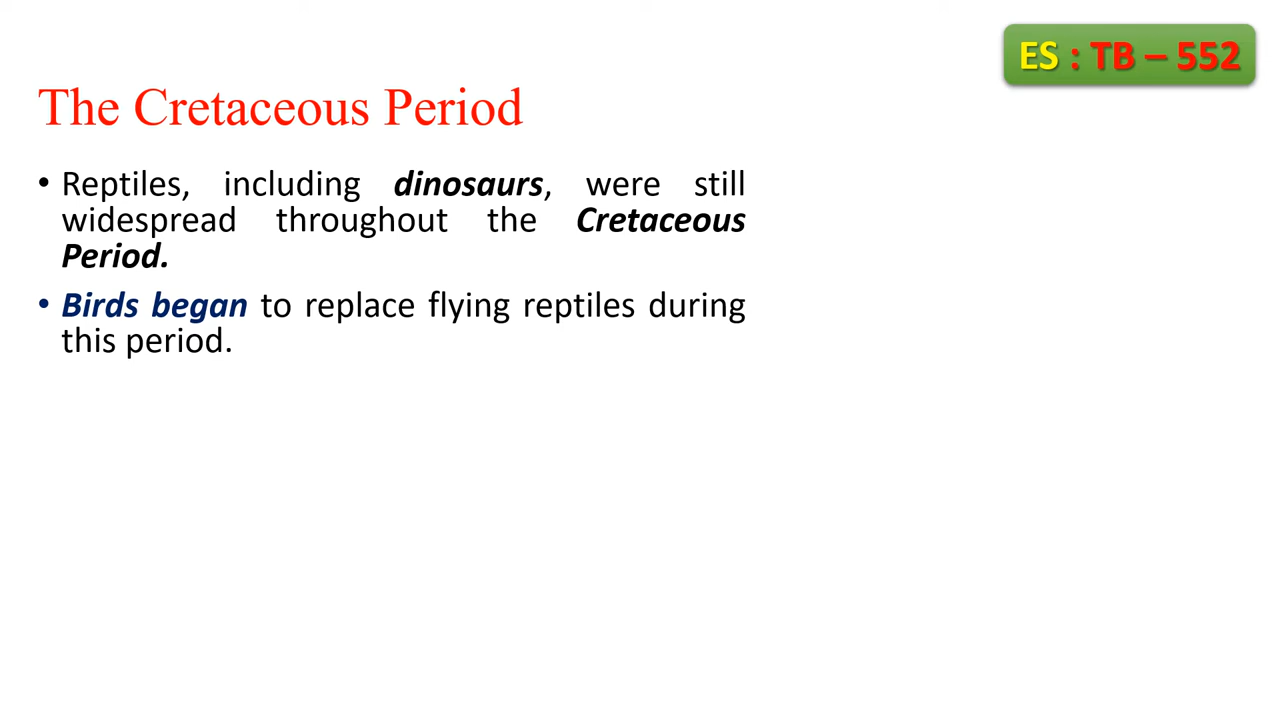 ES : TB – 552
The Cretaceous Period
• Reptiles, including dinosaurs, were still
widespread throughout the Cretaceous
Period.
• Birds began to replace flying reptiles during
this period.